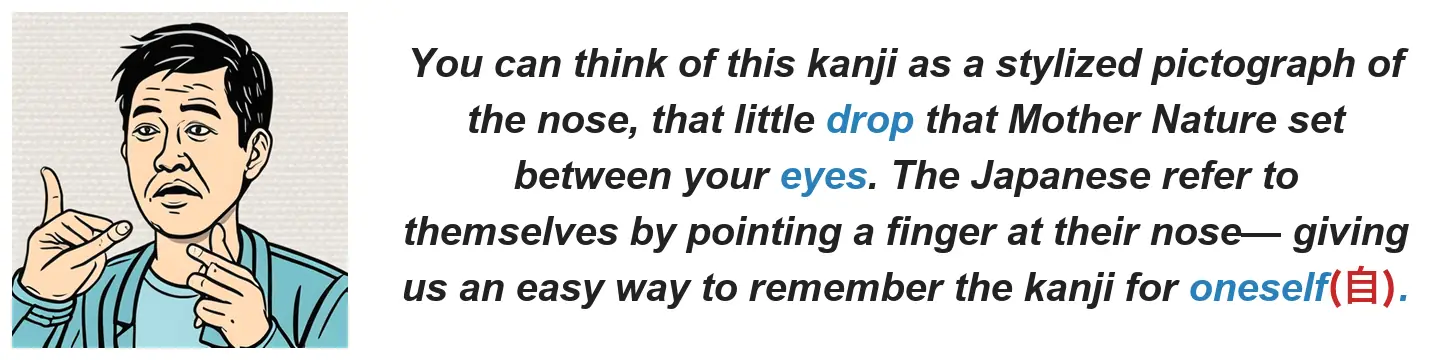 You can think of this kanji as a stylized pictograph of
the nose, that little drop that Mother Nature set
between your eyes. The Japanese refer to
themselves by pointing a finger at their nose— giving
us an easy way to remember the kanji for oneself(自).